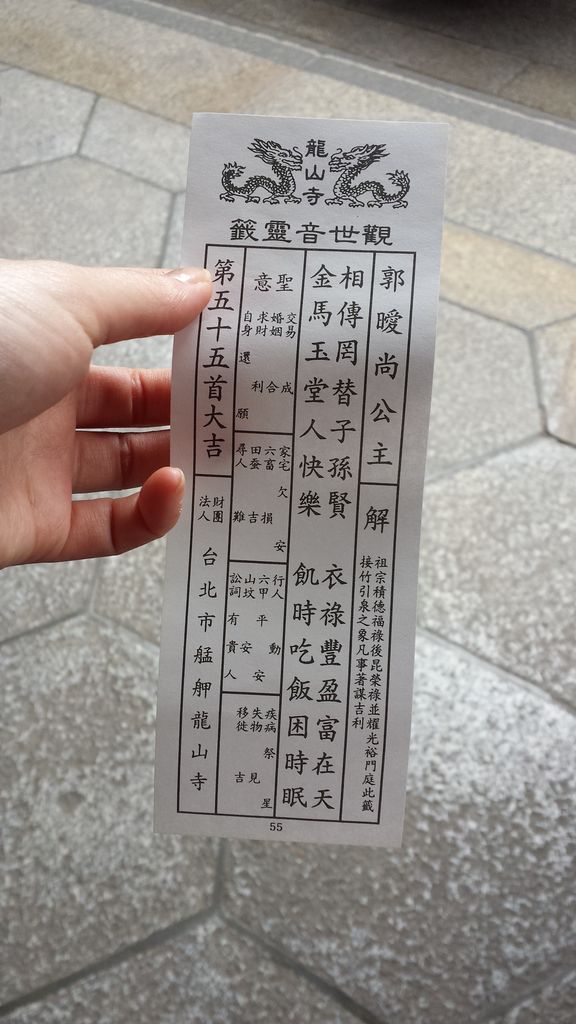 龍山寺
觀世音靈籤
郭曖尚公主
解
祖宗積德福祿後昆榮祿並耀光裕門庭此籤
接竹引泉之象凡事著謀吉利
相傳罔替子孫賢 衣祿豐盈富在天
金馬玉堂人快樂 飢時吃飯困時眠
聖意
交易 成
婚姻 合
求財 利
自身 還願
家宅 欠安
六畜 損
田蚕 吉
尋人 難
行人 動
六甲 平安
山坟 安
訟詞 有貴人
疾病 祭星
失物 見
移徙 吉
第五十五首大吉
財團法人 台北市艋舺龍山寺
55